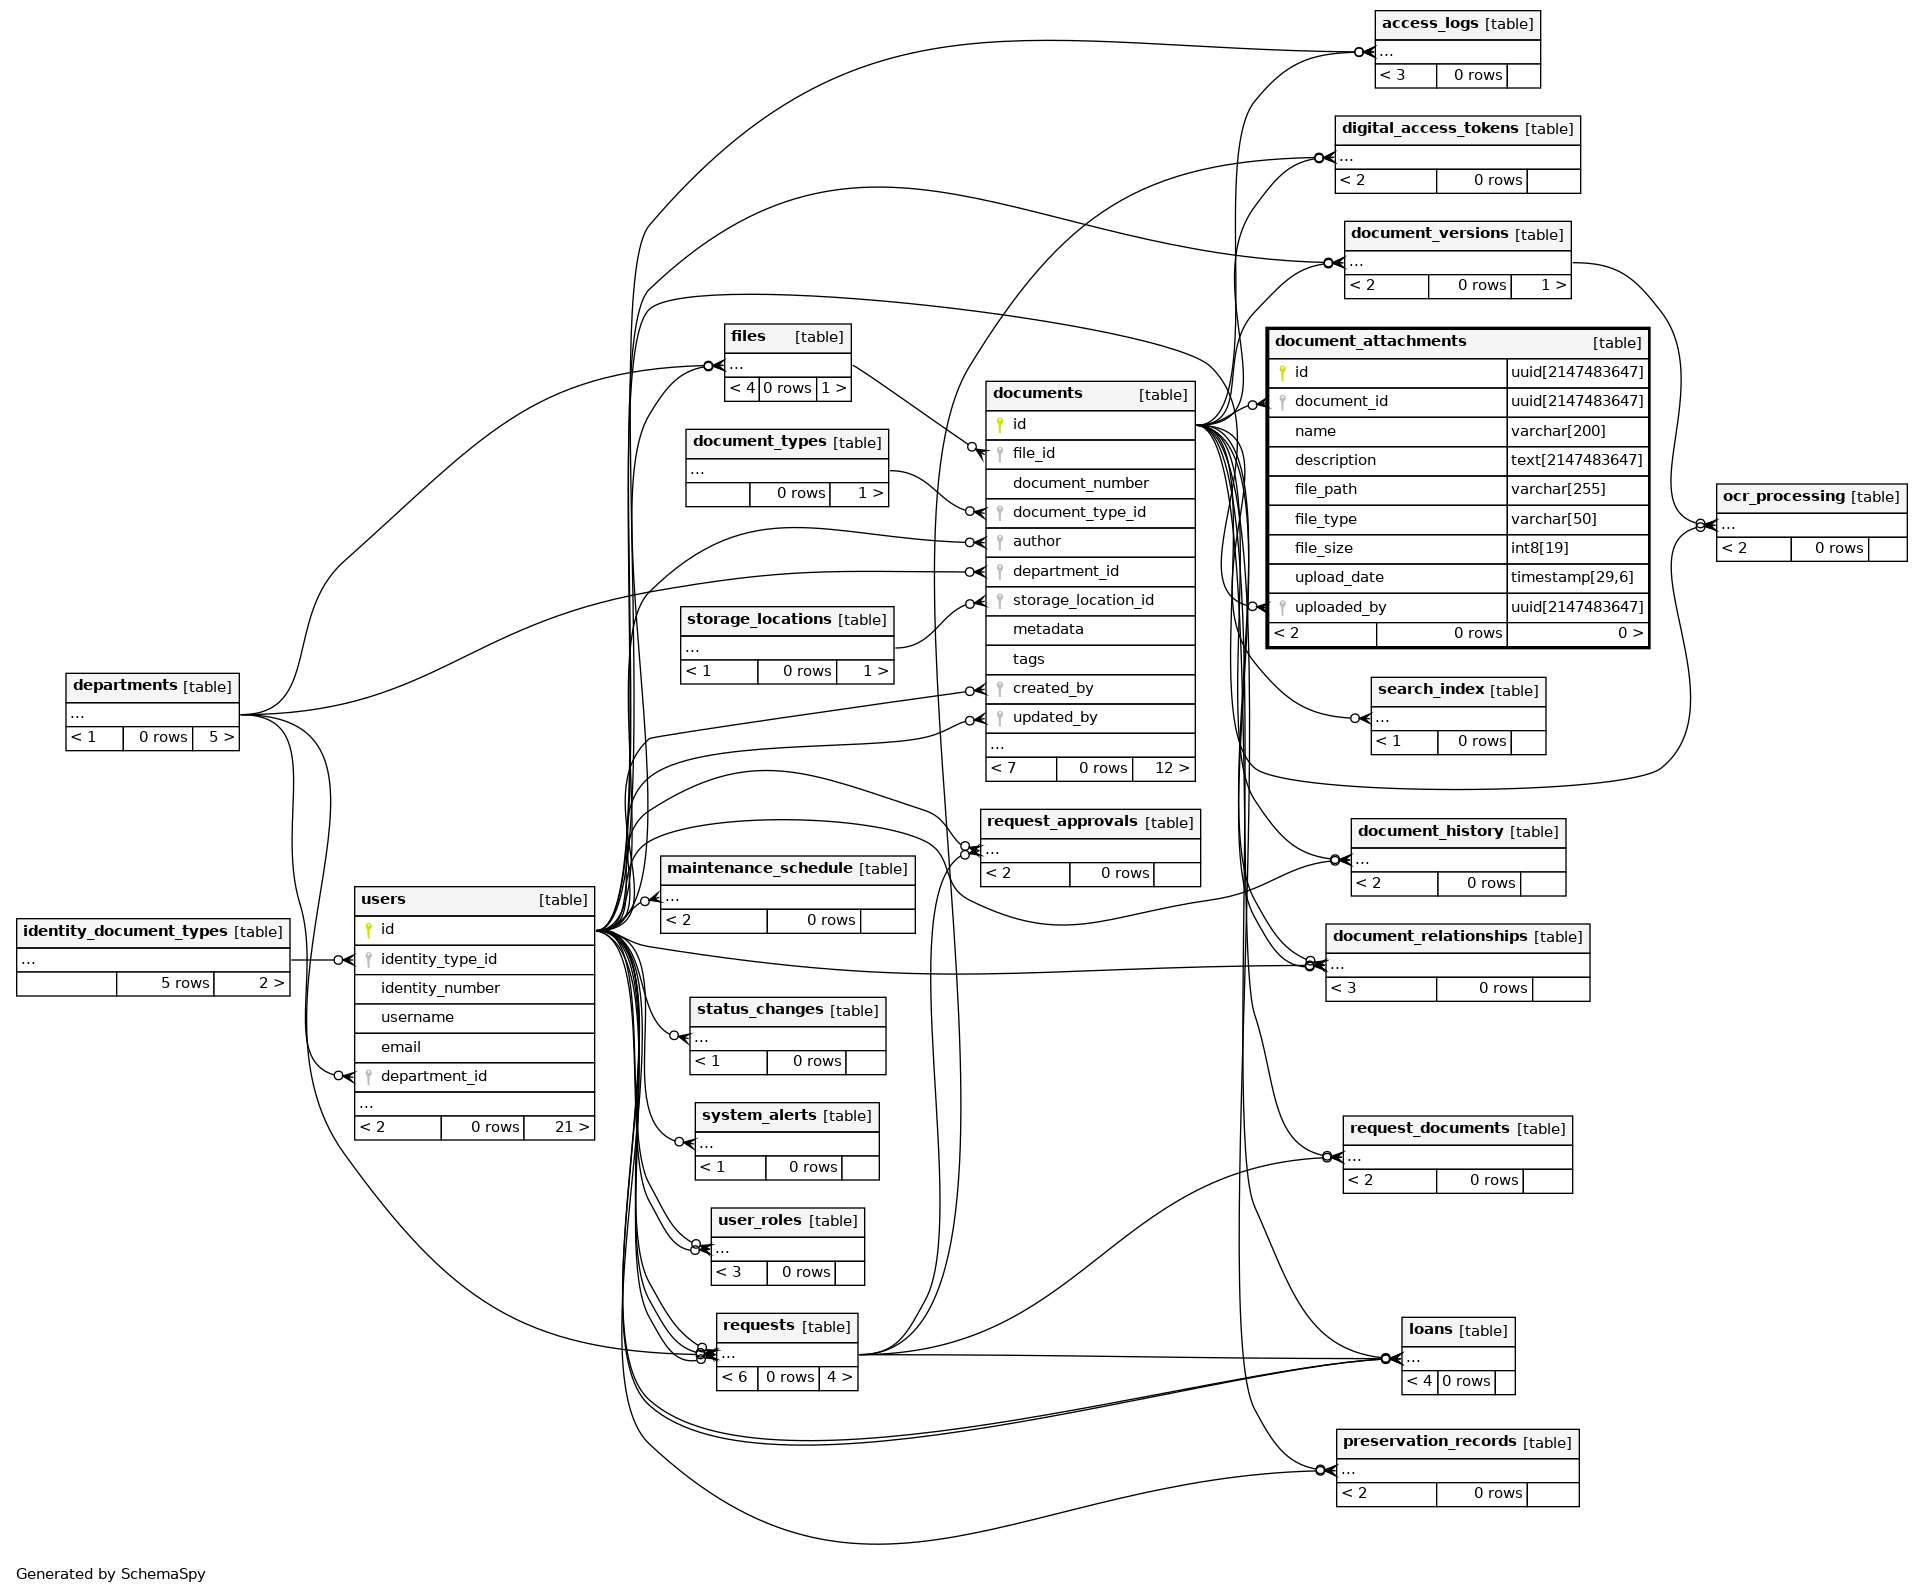 access_logs [table]
...
< 3 0 rows
digital_access_tokens [table]
...
< 2 0 rows
document_versions [table]
...
< 2 0 rows 1 >
files [table]
...
< 4 0 rows 1 >
document_attachments [table]
id uuid[2147483647]
document_id uuid[2147483647]
name varchar[200]
description text[2147483647]
file_path varchar[255]
file_type varchar[50]
file_size int8[19]
upload_date timestamp[29,6]
uploaded_by uuid[2147483647]
< 2 0 rows 0 >
documents [table]
id
file_id
document_number
document_type_id
author
department_id
storage_location_id
metadata
tags
created_by
updated_by
...
< 7 0 rows 12 >
document_types [table]
...
0 rows 1 >
ocr_processing [table]
...
< 2 0 rows
storage_locations [table]
...
< 1 0 rows 1 >
departments [table]
...
< 1 0 rows 5 >
search_index [table]
...
< 1 0 rows
request_approvals [table]
...
< 2 0 rows
document_history [table]
...
< 2 0 rows
maintenance_schedule [table]
...
< 2 0 rows
users [table]
id
identity_type_id
identity_number
username
email
department_id
...
< 2 0 rows 21 >
identity_document_types [table]
...
5 rows 2 >
document_relationships [table]
...
< 3 0 rows
status_changes [table]
...
< 1 0 rows
system_alerts [table]
...
< 1 0 rows
request_documents [table]
...
< 2 0 rows
user_roles [table]
...
< 3 0 rows
requests [table]
...
< 6 0 rows 4 >
loans [table]
...
< 4 0 rows
preservation_records [table]
...
< 2 0 rows
Generated by SchemaSpy